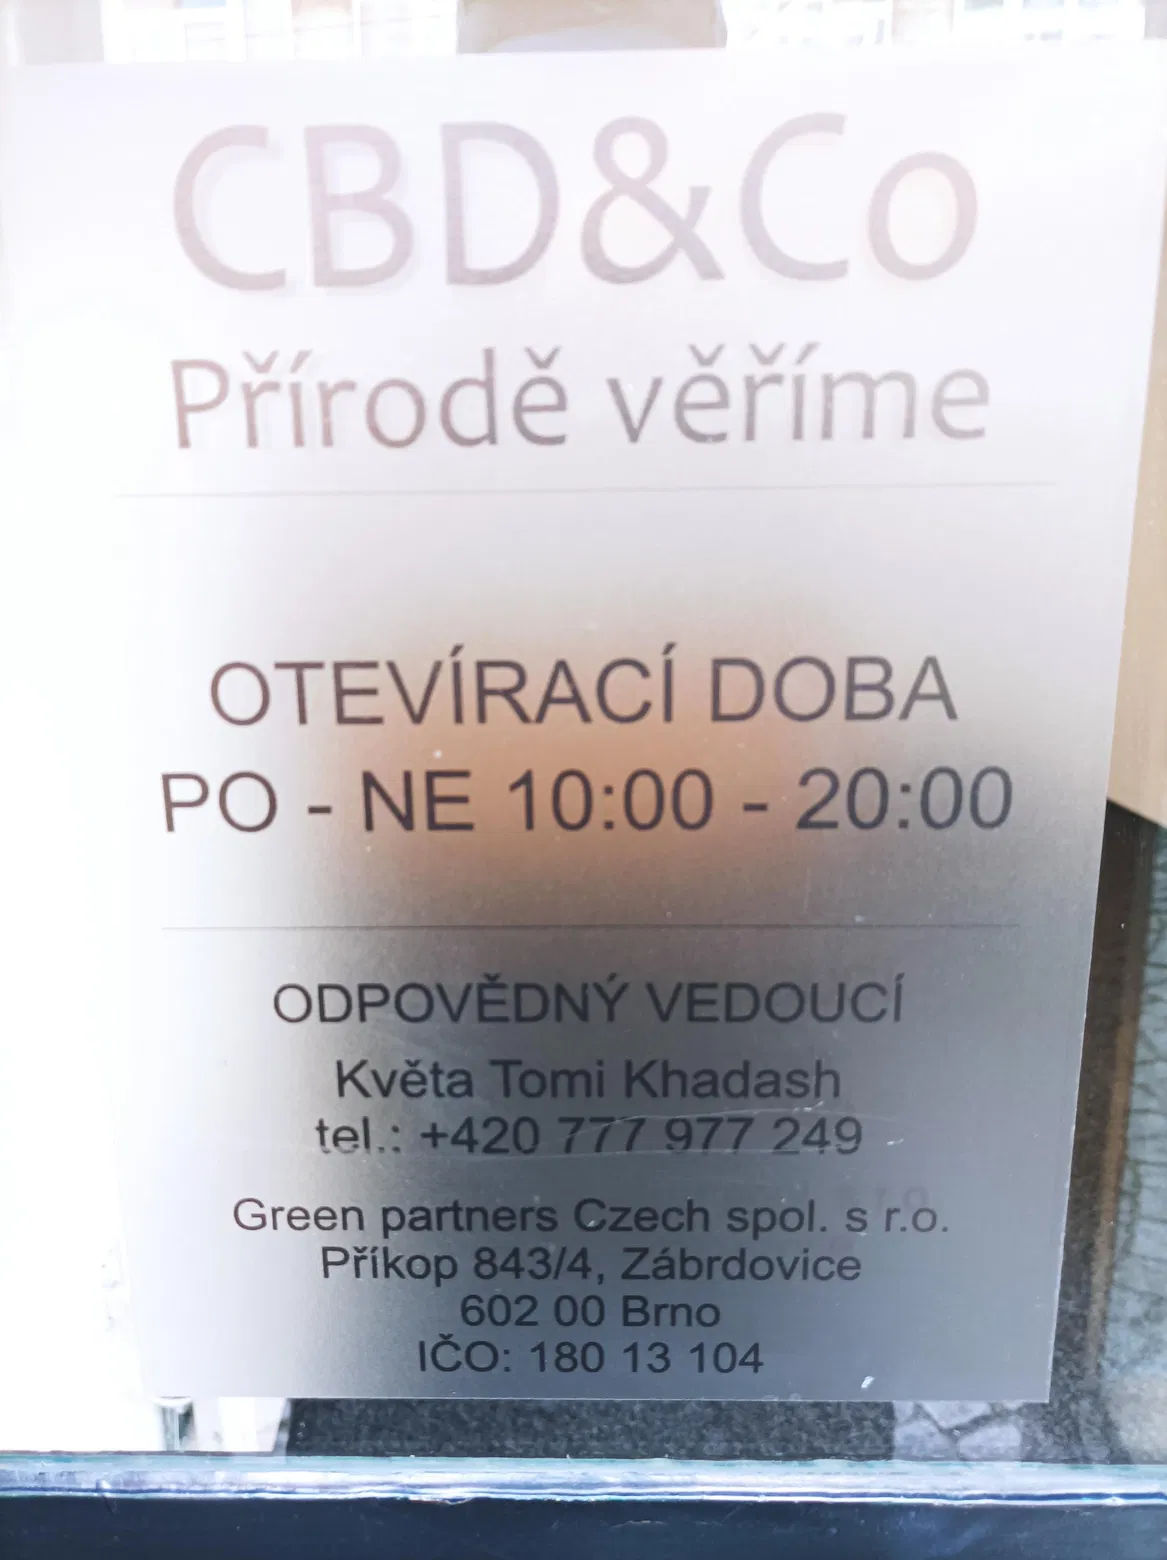 CBD&Co
Přírodě věříme
OTEVÍRACÍ DOBA
PO - NE 10:00 - 20:00
ODPOVĚDNÝ VEDOUCÍ
Květa Tomi Khadash
tel.: +420 777 977 249
Green partners Czech spol. s r.o.
Příkop 843/4, Zábrdovice
602 00 Brno
IČO: 180 13 104